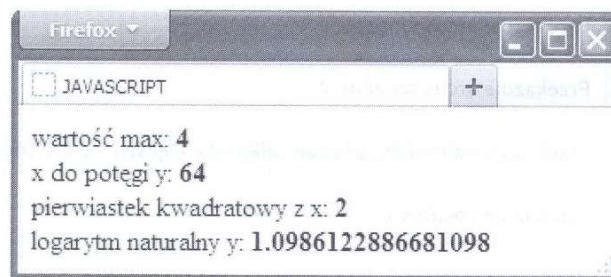 Firefox
JAVASCRIPT
+
wartość max: 4
x do potęgi y: 64
pierwiastek kwadratowy z x: 2
logarytm naturalny y: 1.0986122886681098